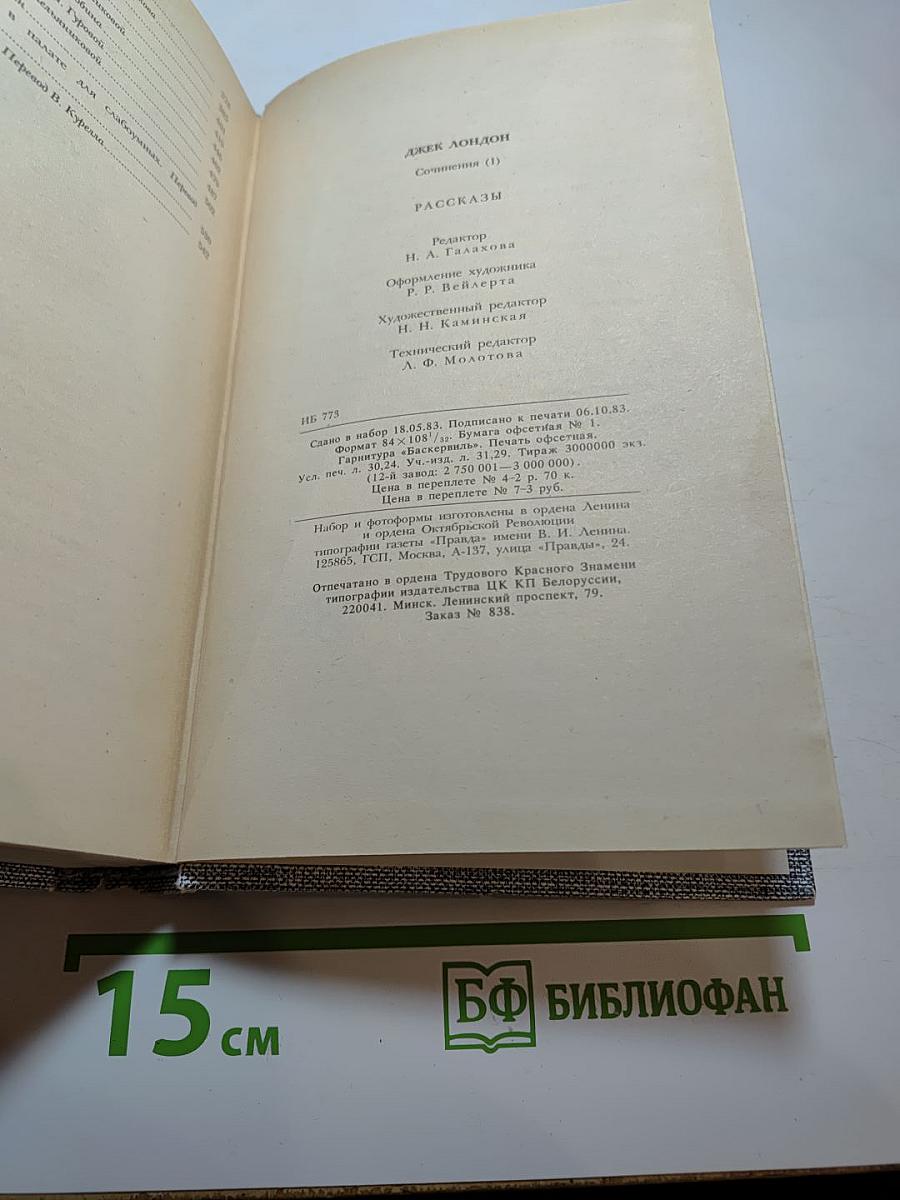 палате для слабоумных. Перевод
Перевод В. Курелла
542
ДЖЕК ЛОНДОН
Сочинения (1)
РАССКАЗЫ
Редактор
Н. А. Галахова
Оформление художника
Р. Р. Вейлерта
Художественный редактор
Н. Н. Каминская
Технический редактор
Л. Ф. Молотова
ИБ 773
Сдано в набор 18.05.83. Подписано к печати 06.10.83.
Формат 84×108¹/₃₂. Бумага офсетная № 1.
Гарнитура «Баскервиль». Печать офсетная.
Усл. печ. л. 30,24. Уч.-изд. л. 31,29. Тираж 3000000 экз.
(12-й завод: 2 750 001—3 000 000).
Цена в переплете № 4–2 р. 70 к.
Цена в переплете № 7–3 руб.
Набор и фотоформы изготовлены в ордена Ленина
и ордена Октябрьской Революции
типографии газеты «Правда» имени В. И. Ленина.
125865, ГСП, Москва, А-137, улица «Правды», 24.
Отпечатано в ордена Трудового Красного Знамени
типографии издательства ЦК КП Белоруссии,
220041. Минск. Ленинский проспект, 79.
Заказ № 838.
15 см
БФ БИБЛИОФАН